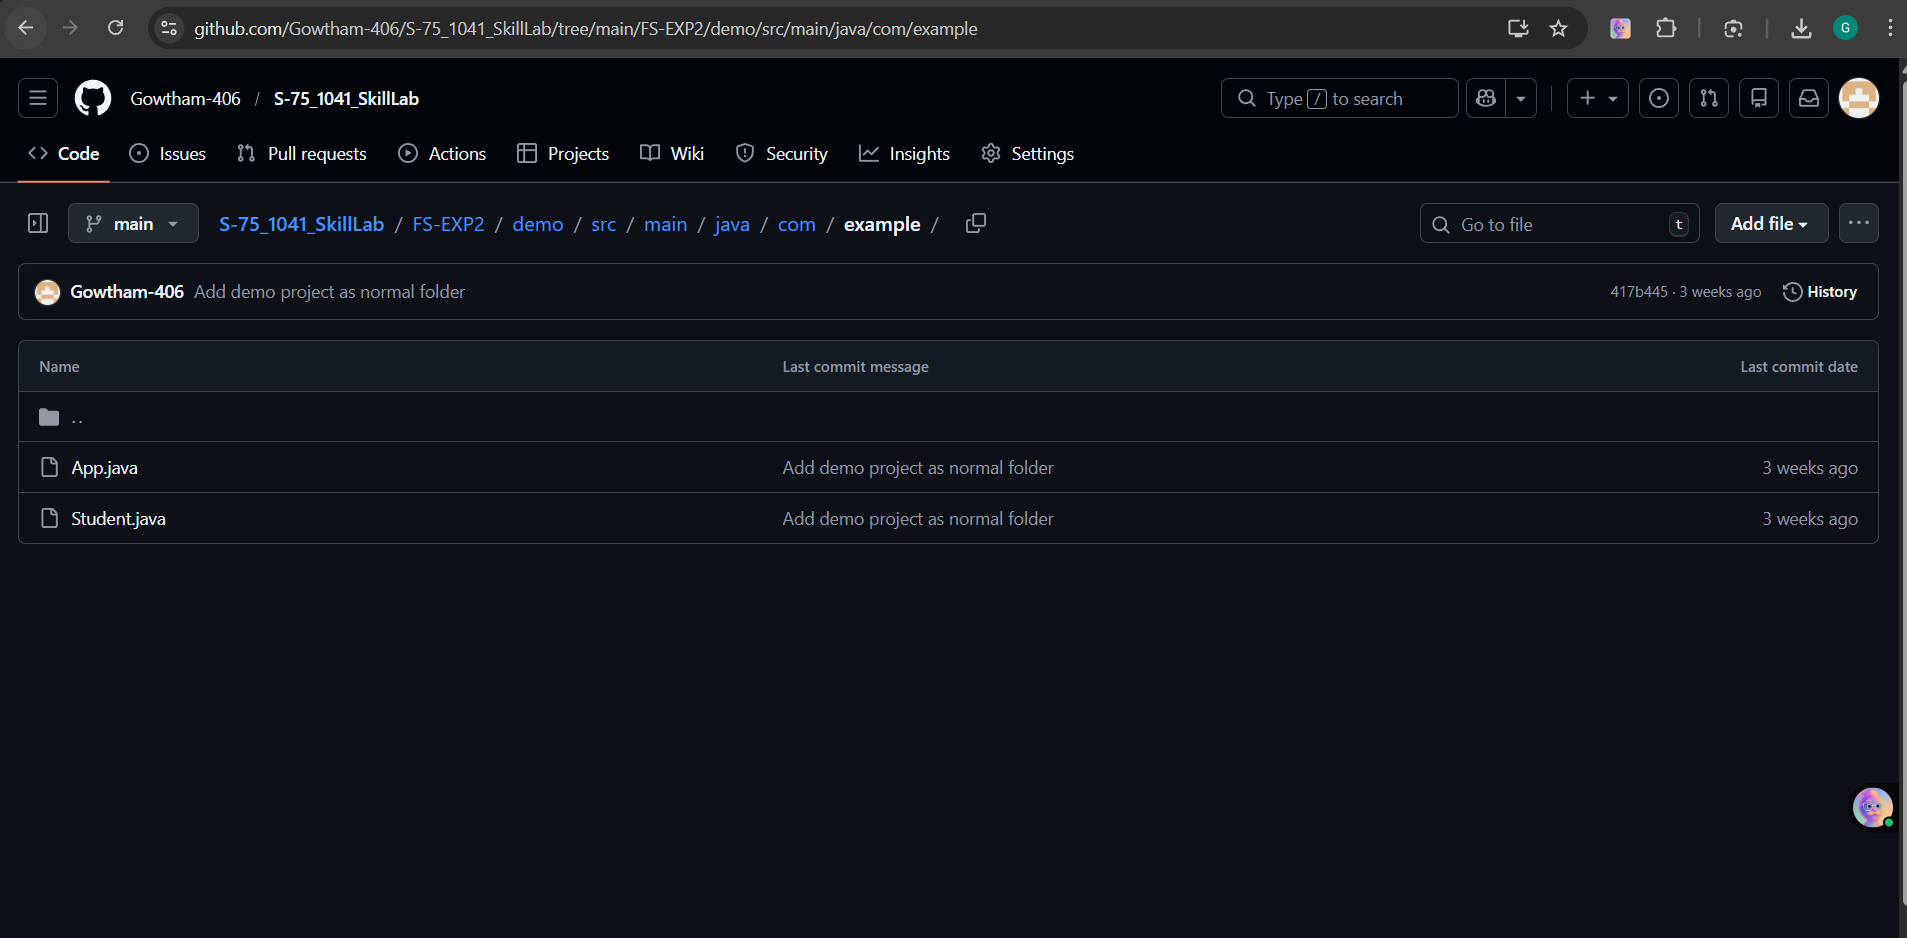 github.com/Gowtham-406/S-75_1041_SkillLab/tree/main/FS-EXP2/demo/src/main/java/com/example G
Gowtham-406 / S-75_1041_SkillLab Type / to search
Code Issues Pull requests Actions Projects Wiki Security Insights Settings
main S-75_1041_SkillLab / FS-EXP2 / demo / src / main / java / com / example / Go to file t Add file
Gowtham-406 Add demo project as normal folder 417b445 · 3 weeks ago History
Name Last commit message Last commit date
..
App.java Add demo project as normal folder 3 weeks ago
Student.java Add demo project as normal folder 3 weeks ago